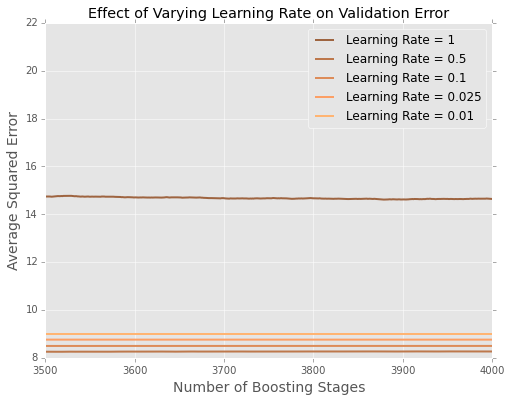 Effect of Varying Learning Rate on Validation Error
22
20
18
16
14
12
10
8
Average Squared Error
Learning Rate = 1
Learning Rate = 0.5
Learning Rate = 0.1
Learning Rate = 0.025
Learning Rate = 0.01
3500 3600 3700 3800 3900 4000
Number of Boosting Stages